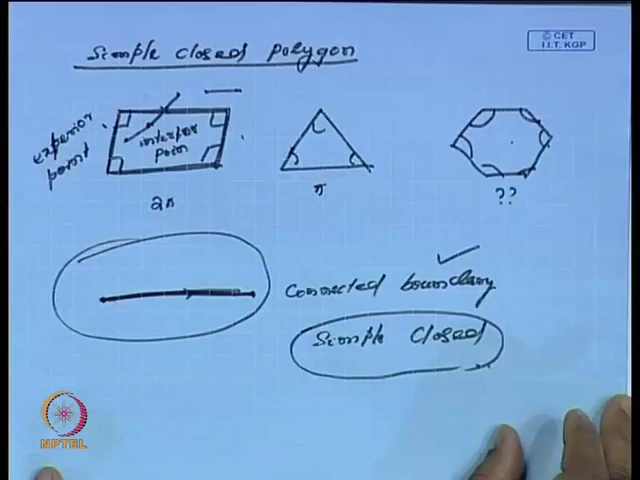 Simple closed polygon
© CET
I.I.T. KGP
exterior
point
interior
point
2π
π
??
Connected boundary
Simple closed
NPTEL